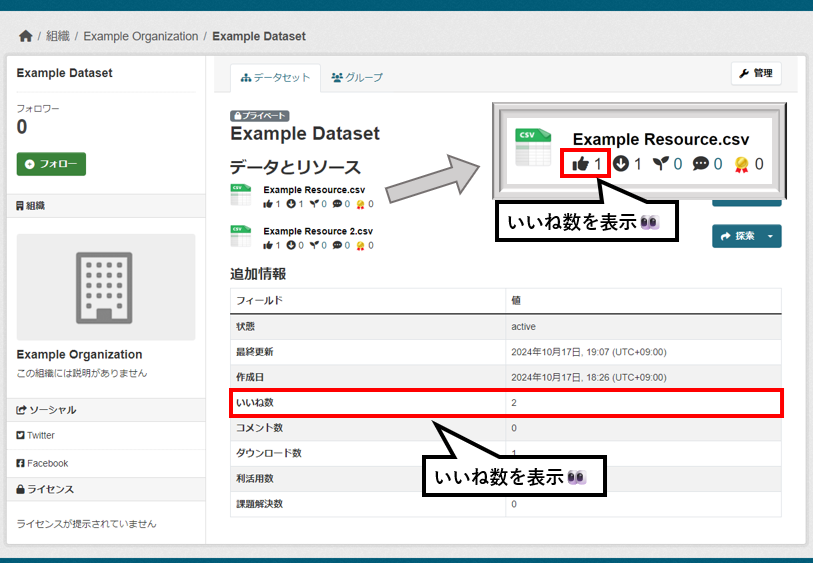 / 組織 / Example Organization / Example Dataset
Example Dataset
フォロワー
0
フォロー
組織
Example Organization
この組織には説明がありません
ソーシャル
Twitter
Facebook
ライセンス
ライセンスが提示されていません
データセット グループ
管理
プライベート
Example Dataset
データとリソース
CSV Example Resource.csv
1 1 0 0 0
CSV Example Resource 2.csv
1 0 0 0 0
探索
CSV Example Resource.csv
1 1 0 0 0
いいね数を表示👀
追加情報
フィールド 値
状態 active
最終更新 2024年10月17日, 19:07 (UTC+09:00)
作成日 2024年10月17日, 18:26 (UTC+09:00)
いいね数 2
コメント数 0
ダウンロード数 1
利活用数
課題解決数 0
いいね数を表示👀